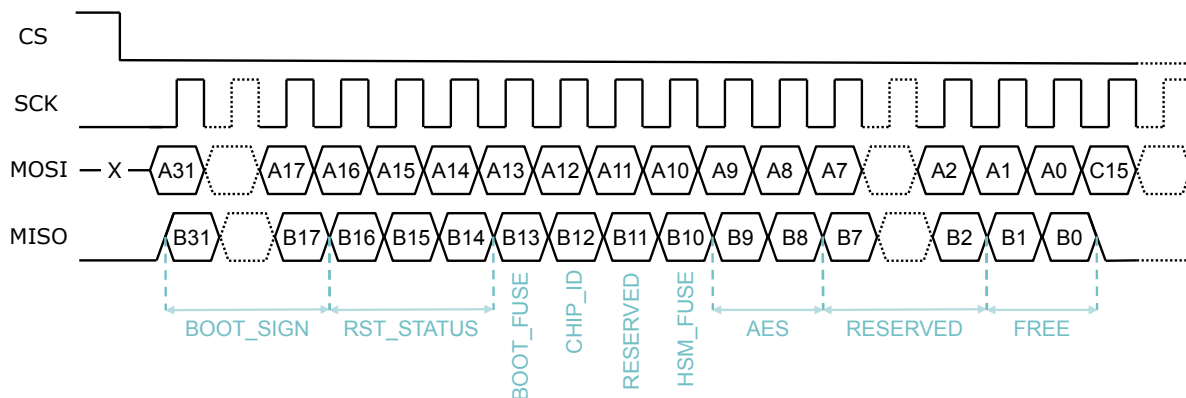 CS
SCK
MOSI X A31 A17 A16 A15 A14 A13 A12 A11 A10 A9 A8 A7 A2 A1 A0 C15
MISO B31 B17 B16 B15 B14 B13 B12 B11 B10 B9 B8 B7 B2 B1 B0
BOOT_SIGN RST_STATUS BOOT_FUSE CHIP_ID RESERVED HSM_FUSE AES RESERVED FREE